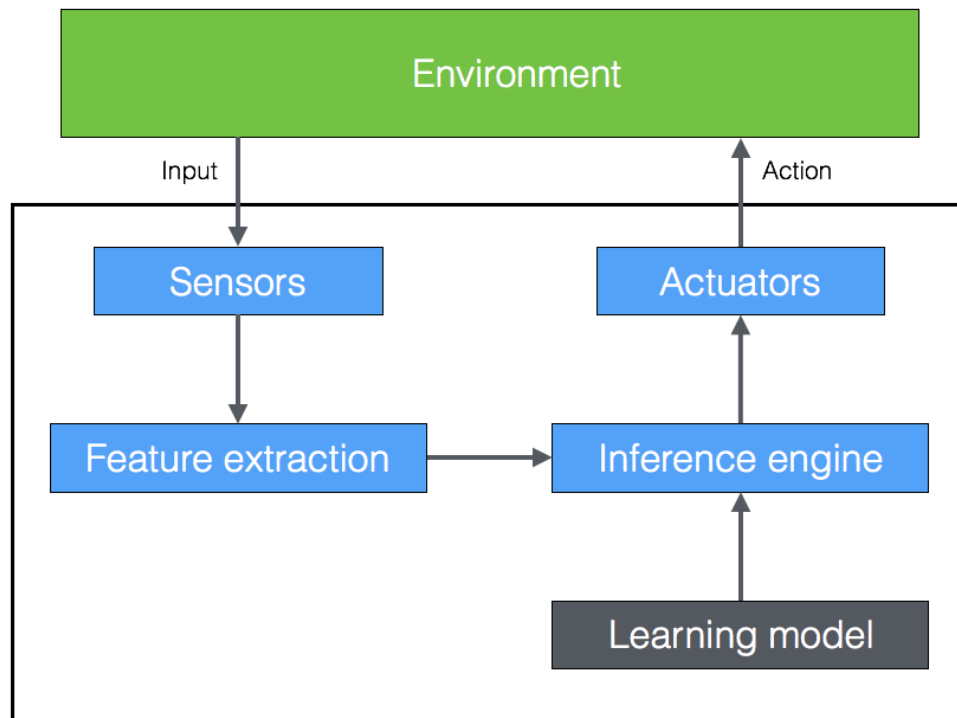 Environment
Input
Action
Sensors
Actuators
Feature extraction
Inference engine
Learning model